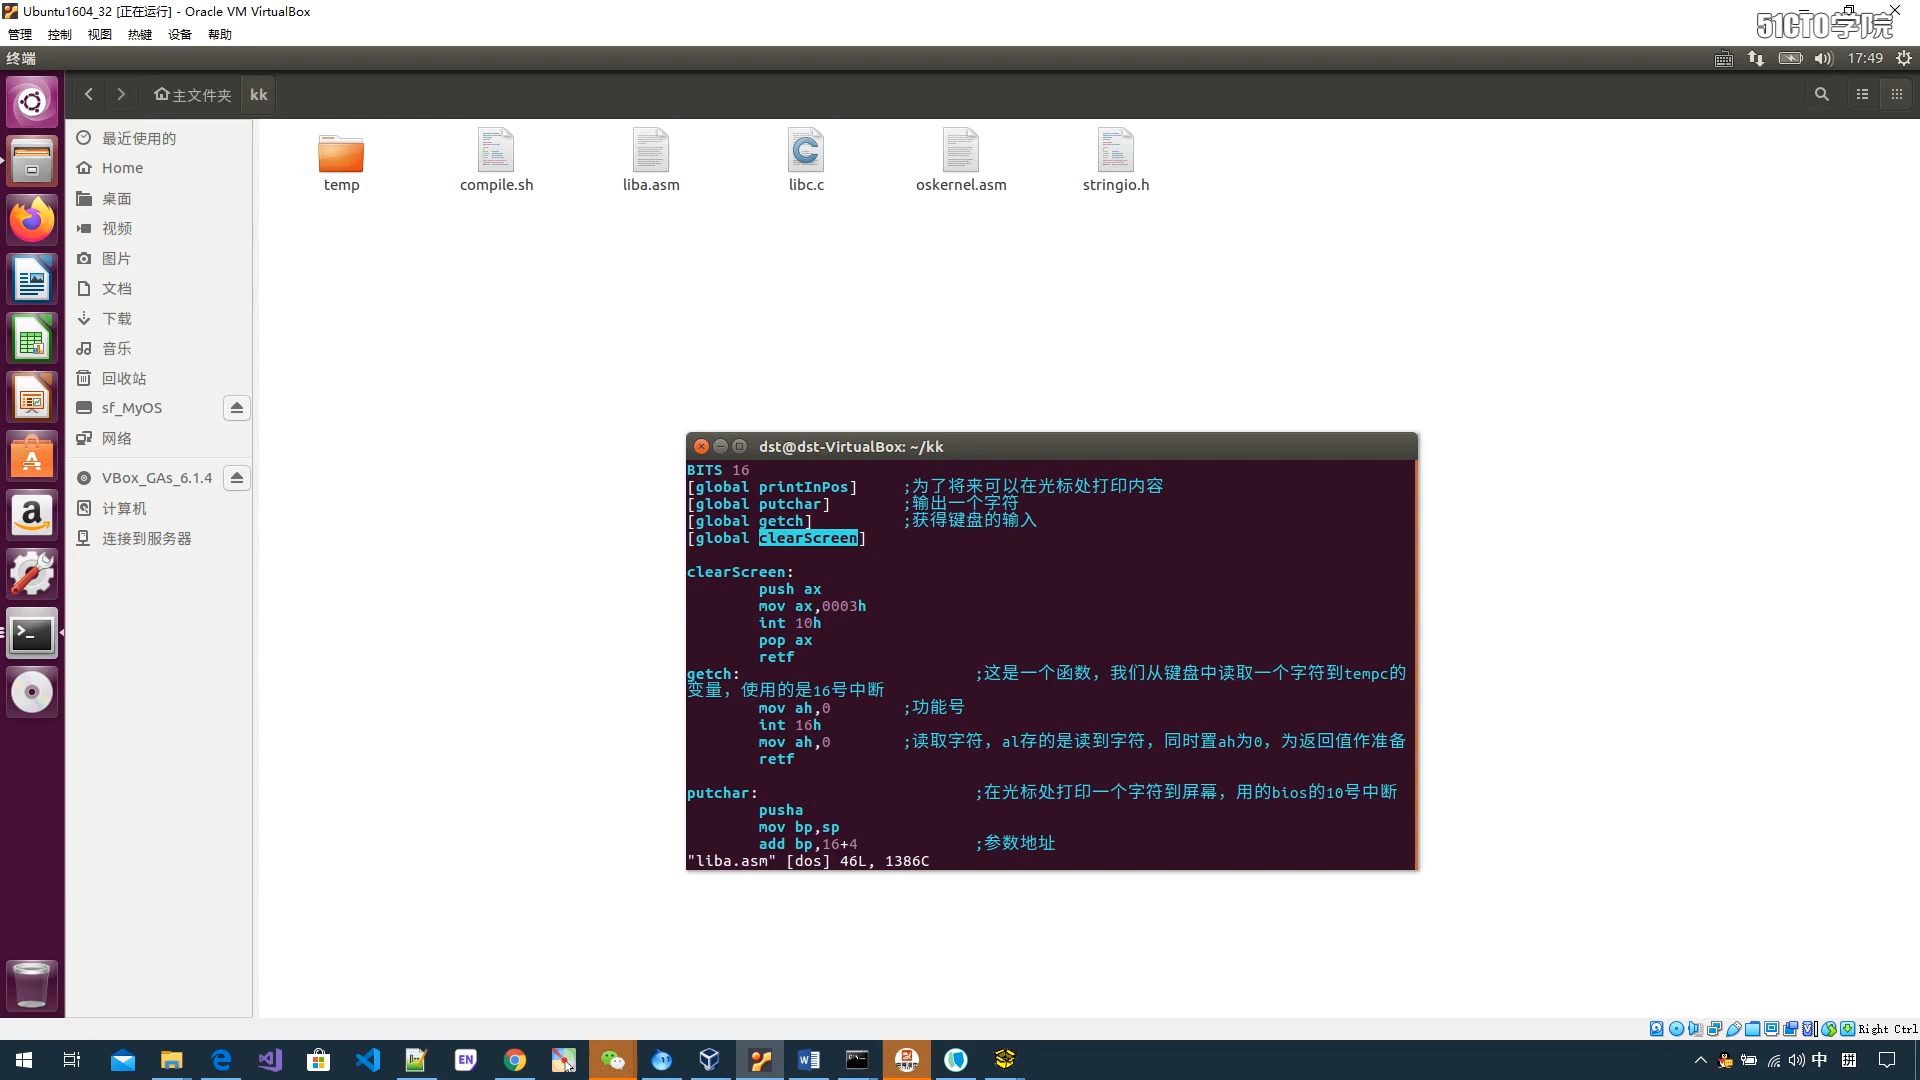 Ubuntu1604_32 [正在运行] - Oracle VM VirtualBox
51CTO学院
管理 控制 视图 热键 设备 帮助
终端
17:49
主文件夹 kk
最近使用的
Home
桌面
视频
图片
文档
下载
音乐
回收站
sf_MyOS
网络
VBox_GAs_6.1.4
计算机
连接到服务器
temp
compile.sh
liba.asm
libc.c
oskernel.asm
stringio.h
dst@dst-VirtualBox: ~/kk
BITS 16
[global printInPos] ;为了将来可以在光标处打印内容
[global putchar] ;输出一个字符
[global getch] ;获得键盘的输入
[global clearScreen]
clearScreen:
push ax
mov ax,0003h
int 10h
pop ax
retf
getch: ;这是一个函数，我们从键盘中读取一个字符到tempc的
变量，使用的是16号中断
mov ah,0 ;功能号
int 16h
mov ah,0 ;读取字符，al存的是读到字符，同时置ah为0，为返回值作准备
retf
putchar: ;在光标处打印一个字符到屏幕，用的bios的10号中断
pusha
mov bp,sp
add bp,16+4 ;参数地址
"liba.asm" [dos] 46L, 1386C
Right Ctrl
EN
中